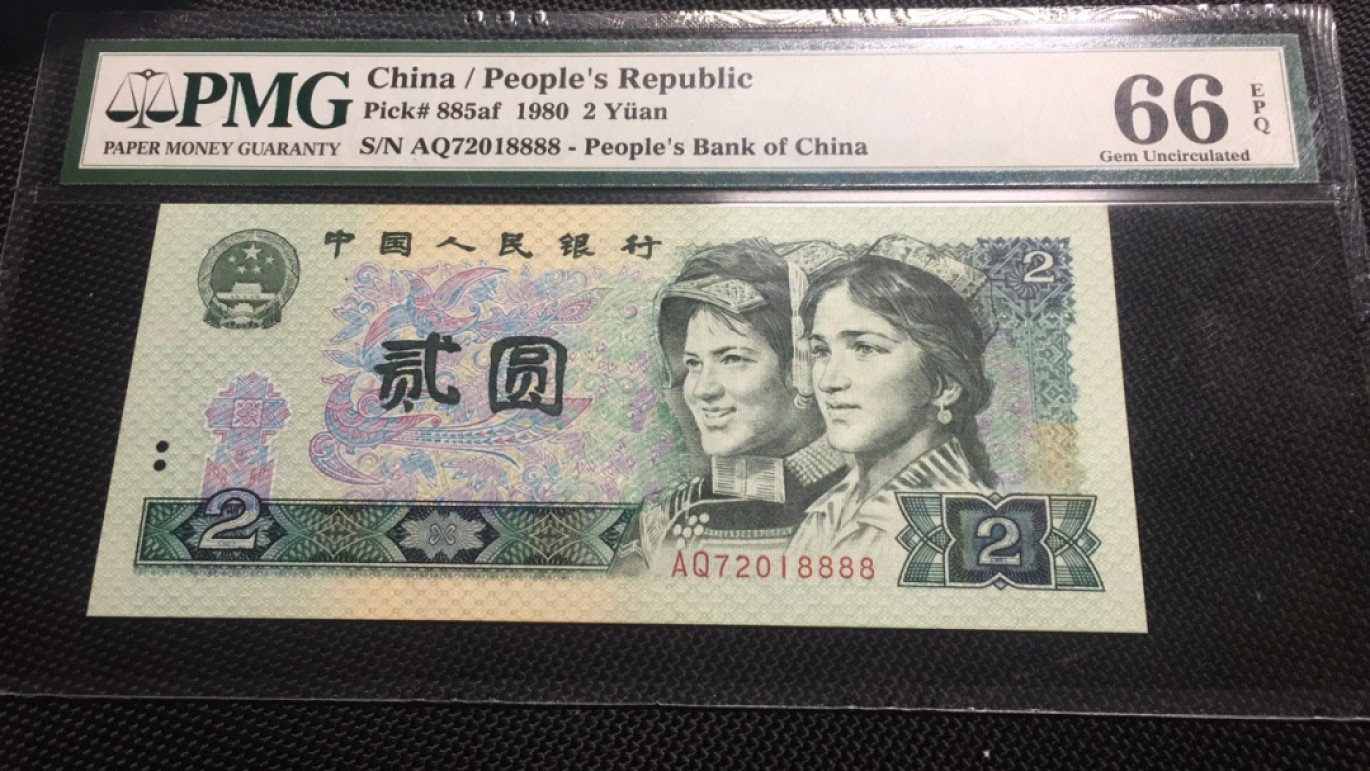 PMG
PAPER MONEY GUARANTY
China / People's Republic
Pick# 885af 1980 2 Yüan
S/N AQ72018888 - People's Bank of China
66 EPQ
Gem Uncirculated
中国人民银行
2
贰圆
2
2
AQ72018888